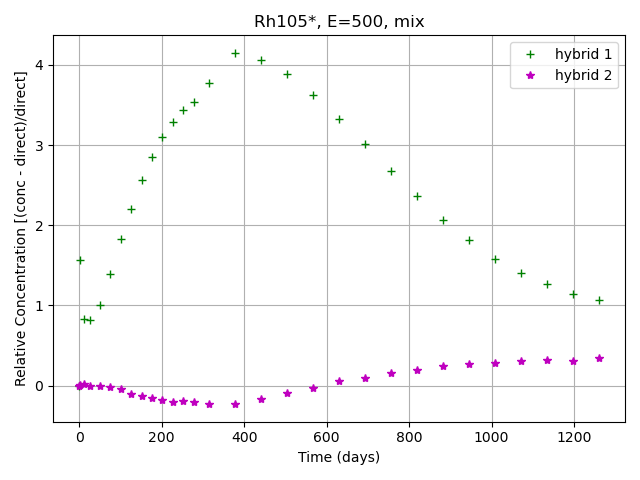 Rh105*, E=500, mix
hybrid 1
hybrid 2
Relative Concentration [(conc - direct)/direct]
4
3
2
1
0
0 200 400 600 800 1000 1200
Time (days)